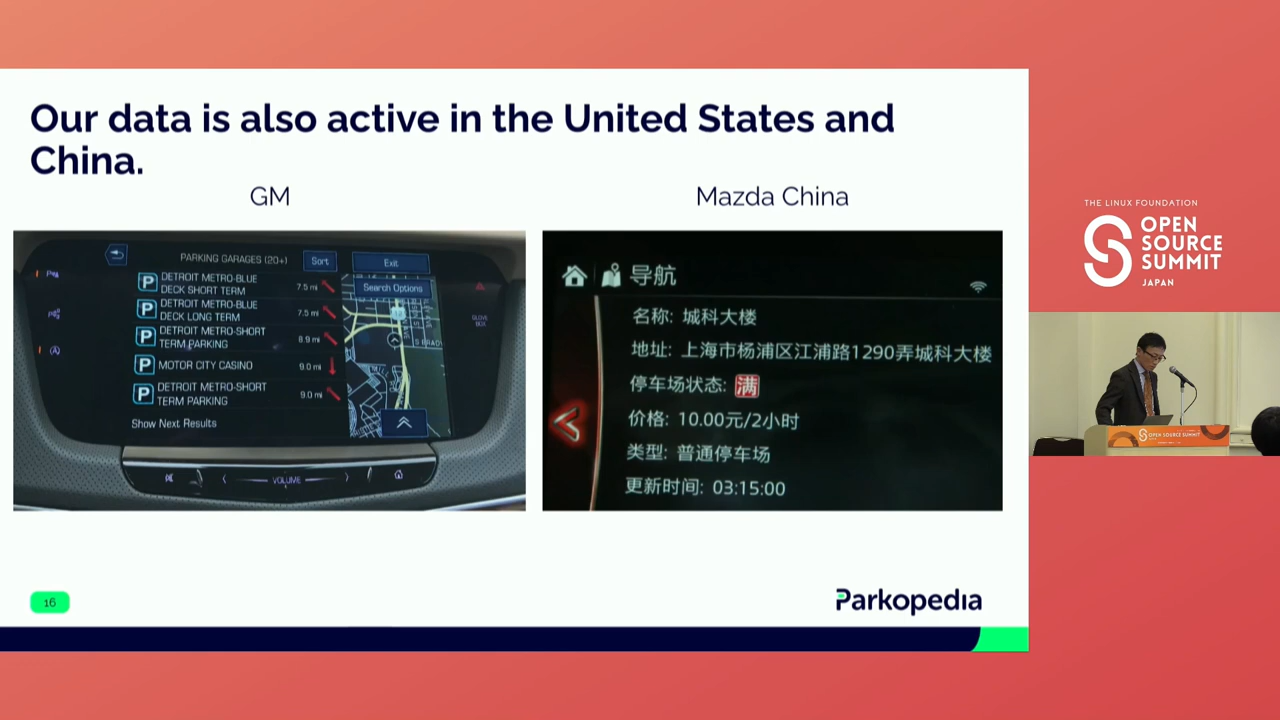 Our data is also active in the United States and
China.
GM
Mazda China
PARKING GARAGES (20+)
Sort
Exit
Search Options
DETROIT METRO-BLUE
DECK SHORT TERM
7.5 mi
DETROIT METRO-BLUE
DECK LONG TERM
7.5 mi
DETROIT METRO-SHORT
TERM PARKING
8.9 mi
MOTOR CITY CASINO
9.0 mi
DETROIT METRO-SHORT
TERM PARKING
9.0 mi
Show Next Results
VOLUME
GLOVE
BOX
导航
名称: 城科大楼
地址: 上海市杨浦区江浦路1290弄城科大楼
停车场状态: 满
价格: 10.00元/2小时
类型: 普通停车场
更新时间: 03:15:00
16
Parkopedia
THE LINUX FOUNDATION
OPEN
SOURCE
SUMMIT
JAPAN
OPEN SOURCE SUMMIT